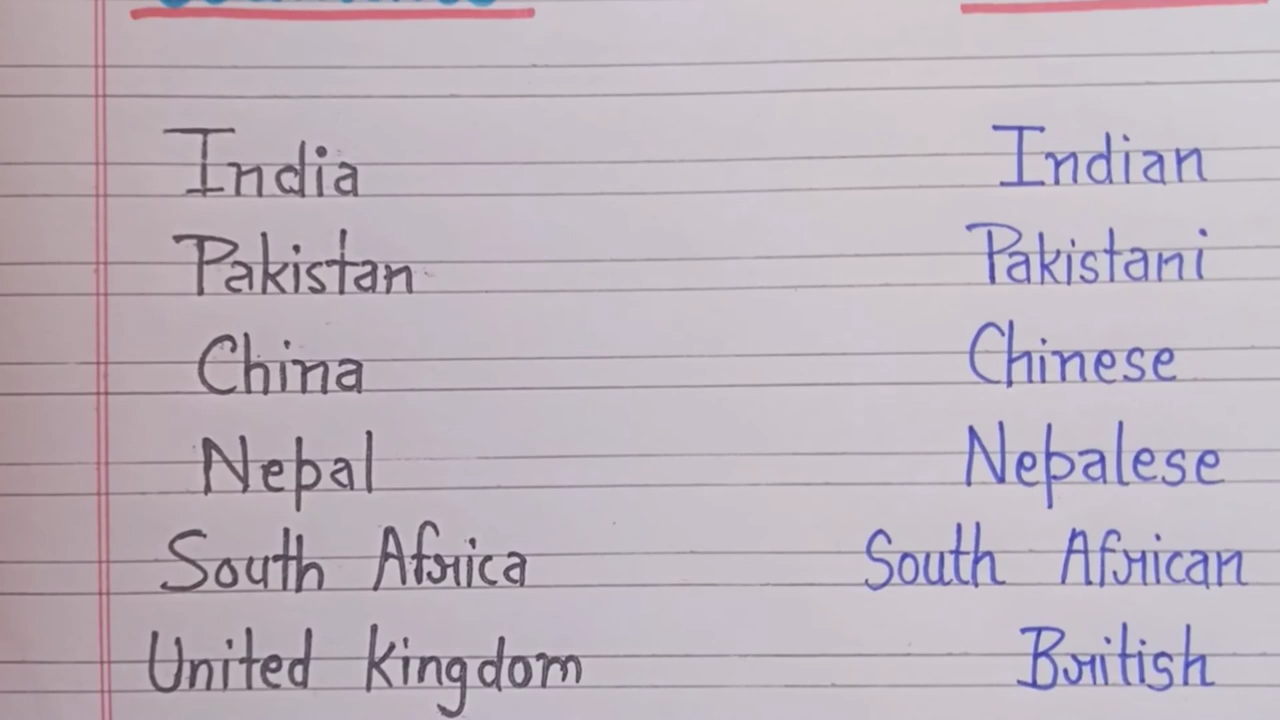 India Indian
Pakistan Pakistani
China Chinese
Nepal Nepalese
South Africa South African
United kingdom British